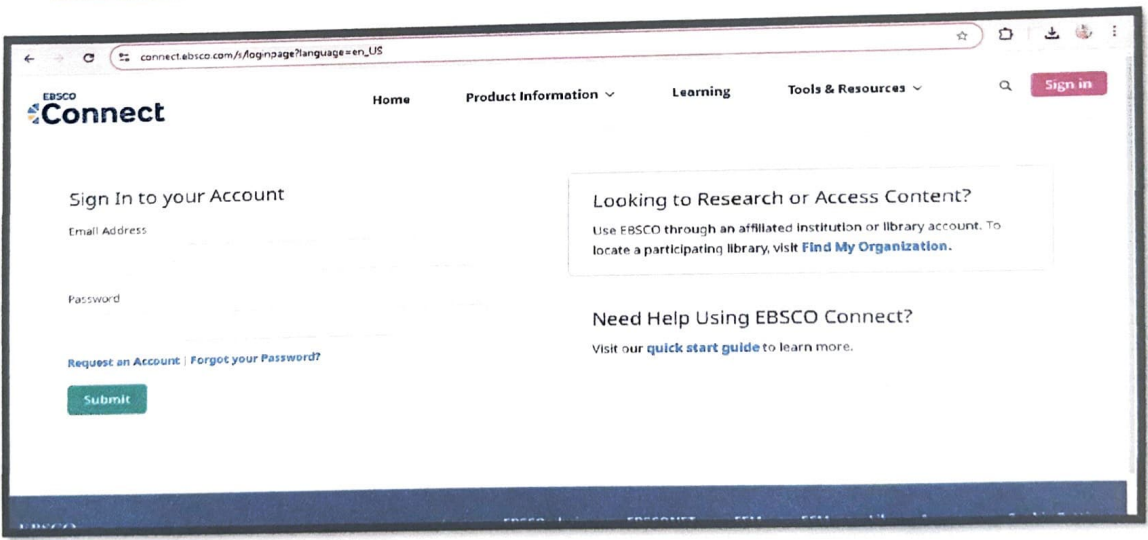 connect.ebsco.com/s/loginpage?language=en_US
EBSCO
Connect
Home
Product Information
Learning
Tools & Resources
Sign in
Sign In to your Account
Email Address
Password
Request an Account | Forgot your Password?
Submit
Looking to Research or Access Content?
Use EBSCO through an affiliated institution or library account. To
locate a participating library, visit Find My Organization.
Need Help Using EBSCO Connect?
Visit our quick start guide to learn more.